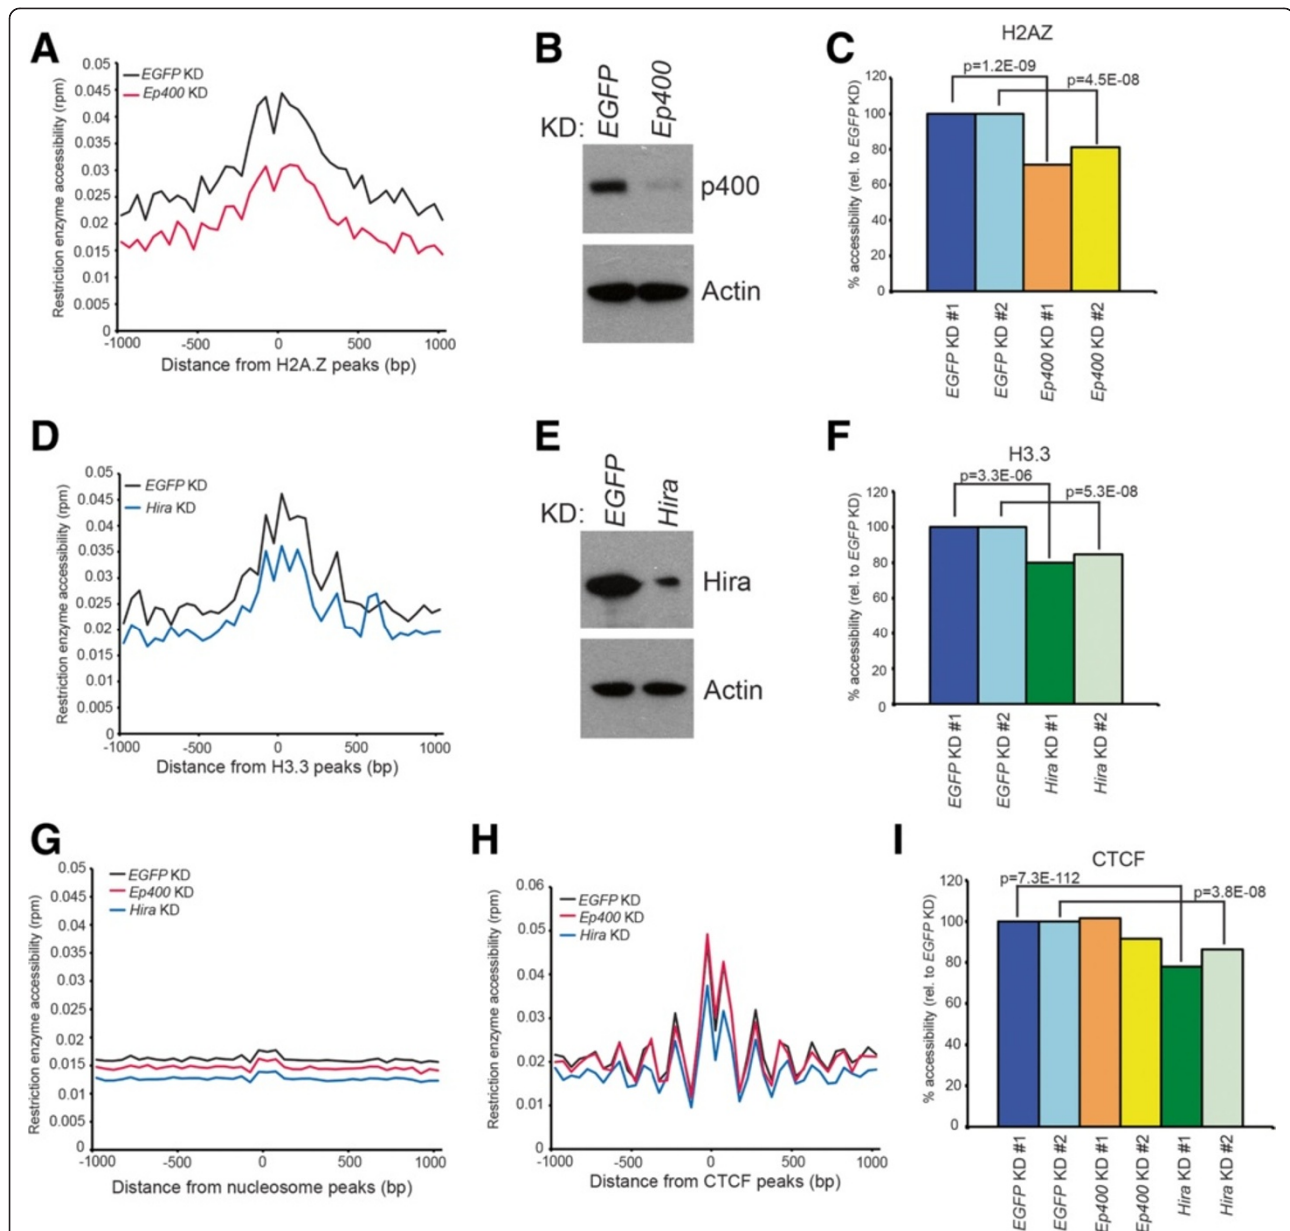 A
0.05
0.045
0.04
0.035
0.03
0.025
0.02
0.015
0.01
0.005
0
EGFP KD
Ep400 KD
Restriction enzyme accessibility (rpm)
-1000 -500 0 500 1000
Distance from H2A.Z peaks (bp)
B
KD: EGFP Ep400
p400
Actin
C
H2AZ
p=1.2E-09
p=4.5E-08
120
100
80
60
40
20
0
% accessibility (rel. to EGFP KD)
EGFP KD #1
EGFP KD #2
Ep400 KD #1
Ep400 KD #2
D
0.05
0.045
0.04
0.035
0.03
0.025
0.02
0.015
0.01
0.005
0
EGFP KD
Hira KD
Restriction enzyme accessibility (rpm)
-1000 -500 0 500 1000
Distance from H3.3 peaks (bp)
E
KD: EGFP Hira
Hira
Actin
F
H3.3
p=3.3E-06
p=5.3E-08
120
100
80
60
40
20
0
% accessibility (rel. to EGFP KD)
EGFP KD #1
EGFP KD #2
Hira KD #1
Hira KD #2
G
0.05
0.045
0.04
0.035
0.03
0.025
0.02
0.015
0.01
0.005
0
EGFP KD
Ep400 KD
Hira KD
Restriction enzyme accessibility (rpm)
-1000 -500 0 500 1000
Distance from nucleosome peaks (bp)
H
0.06
0.05
0.04
0.03
0.02
0.01
0
EGFP KD
Ep400 KD
Hira KD
Restriction enzyme accessibility (rpm)
-1000 -500 0 500 1000
Distance from CTCF peaks (bp)
I
CTCF
p=7.3E-112
p=3.8E-08
120
100
80
60
40
20
0
% accessibility (rel. to EGFP KD)
EGFP KD #1
EGFP KD #2
Ep400 KD #1
Ep400 KD #2
Hira KD #1
Hira KD #2